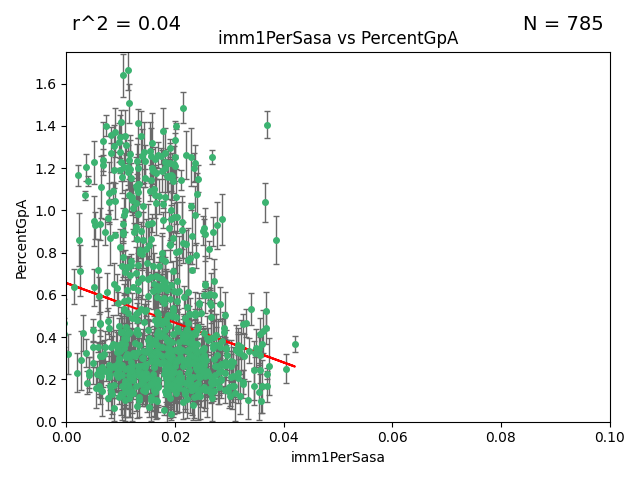 r^2 = 0.04
N = 785
imm1PerSasa vs PercentGpA
PercentGpA
1.6
1.4
1.2
1.0
0.8
0.6
0.4
0.2
0.0
0.00 0.02 0.04 0.06 0.08 0.10
imm1PerSasa